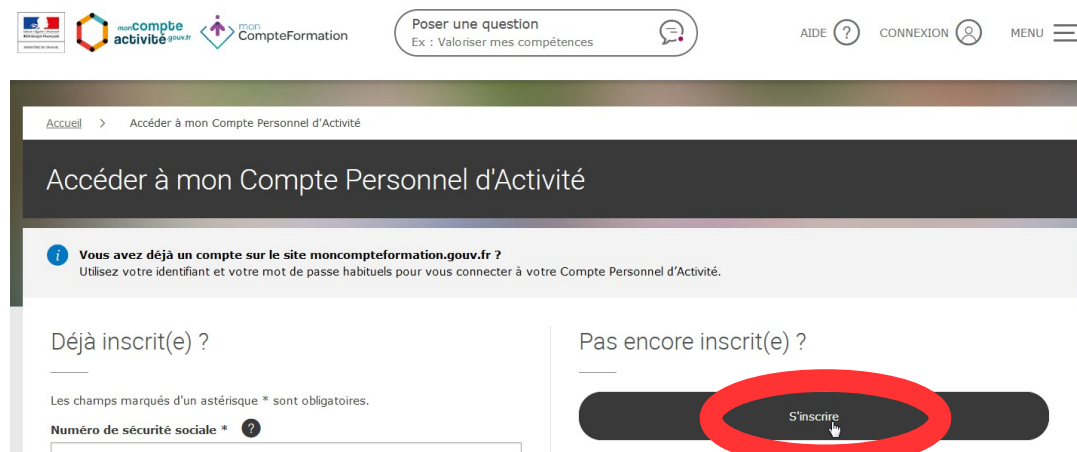 moncompte
activité gouv.fr
mon
CompteFormation
Poser une question
Ex : Valoriser mes compétences
AIDE ?
CONNEXION
MENU
Accueil > Accéder à mon Compte Personnel d'Activité
Accéder à mon Compte Personnel d'Activité
i Vous avez déjà un compte sur le site moncompteformation.gouv.fr ?
Utilisez votre identifiant et votre mot de passe habituels pour vous connecter à votre Compte Personnel d'Activité.
Déjà inscrit(e) ?
Les champs marqués d'un astérisque * sont obligatoires.
Numéro de sécurité sociale * ?
Pas encore inscrit(e) ?
S'inscrire